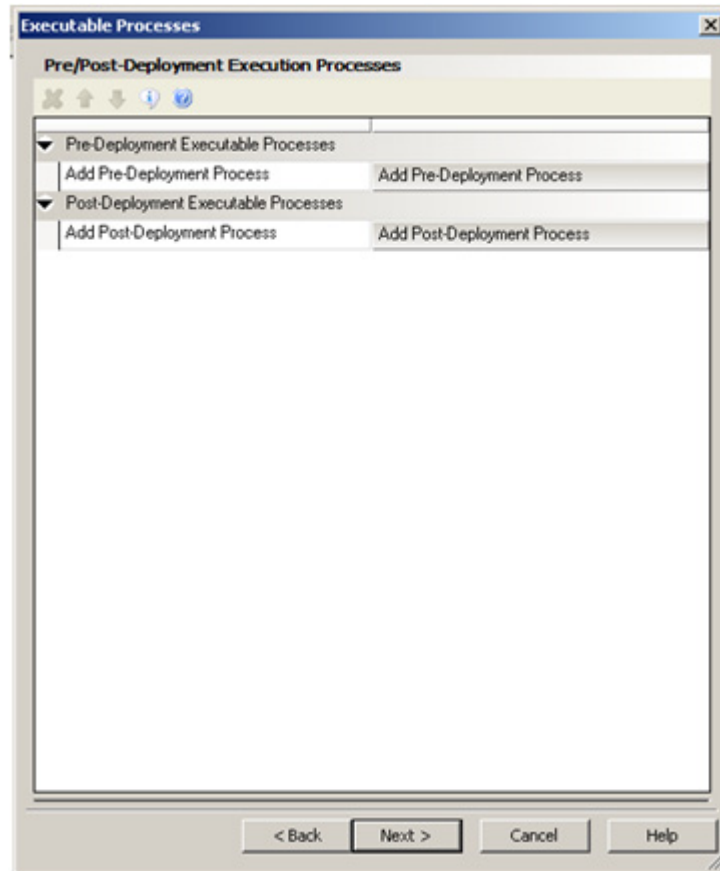 Executable Processes
Pre/Post-Deployment Execution Processes
Pre-Deployment Executable Processes
Add Pre-Deployment Process Add Pre-Deployment Process
Post-Deployment Executable Processes
Add Post-Deployment Process Add Post-Deployment Process
< Back Next > Cancel Help